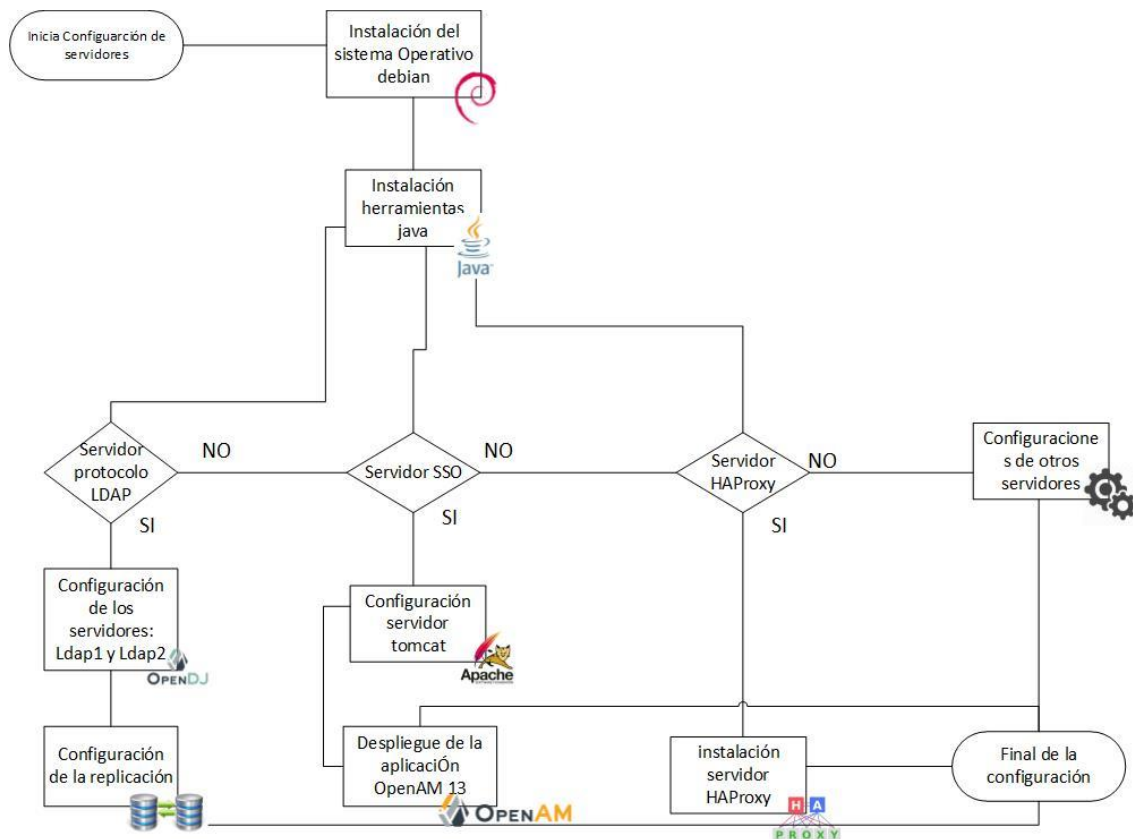 Inicia Configuarción de
servidores
Instalación del
sistema Operativo
debian
Instalación
herramientas
java
Java
Servidor
protocolo
LDAP
NO
SI
Servidor SSO
NO
SI
Servidor
HAProxy
NO
SI
Configuracione
s de otros
servidores
Configuración
de los
servidores:
Ldap1 y Ldap2
OPENDJ
Configuración
servidor
tomcat
Apache
Configuración
de la replicación
Despliegue de la
aplicaciÓn
OpenAM 13
OPENAM
instalación
servidor
HAProxy
H A
PROXY
Final de la
configuración